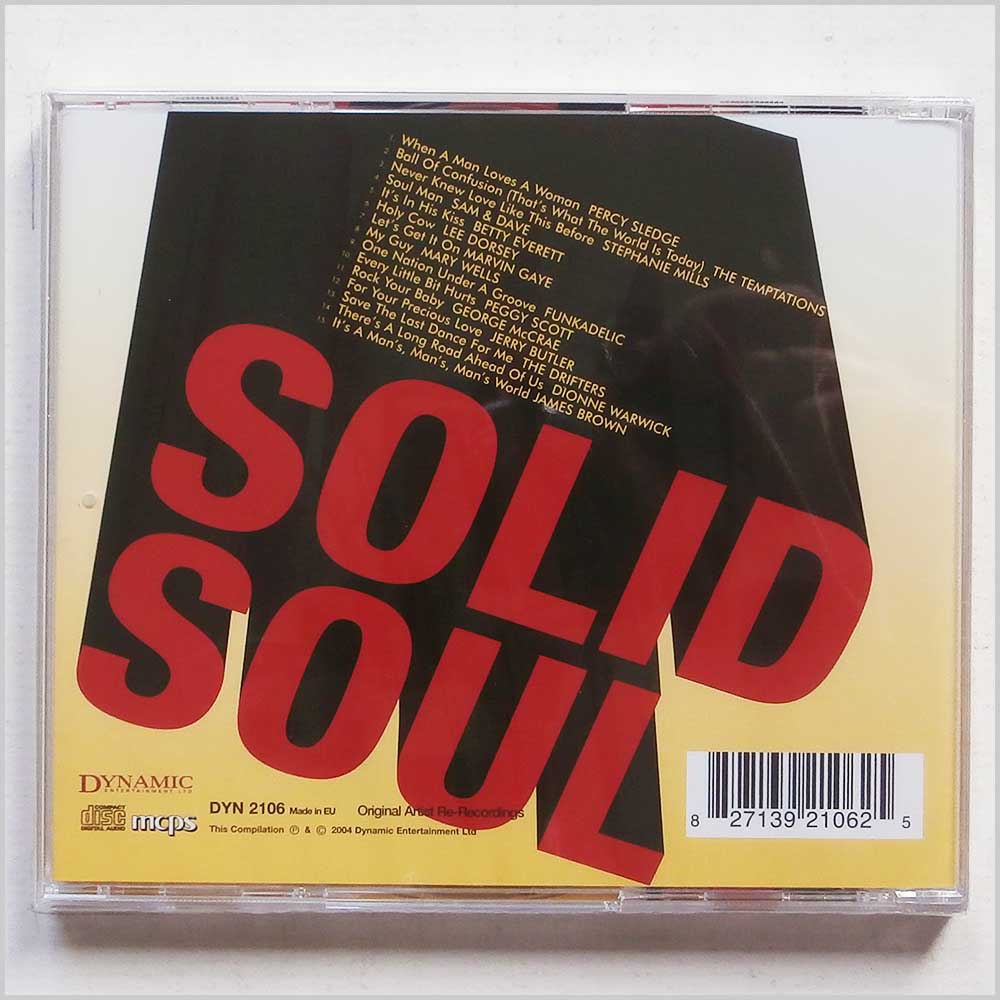 1 When A Man Loves A Woman PERCY SLEDGE
2 Ball Of Confusion (That's What The World Is Today) THE TEMPTATIONS
3 Never Knew Love Like This Before STEPHANIE MILLS
4 Soul Man SAM & DAVE
5 It's In His Kiss BETTY EVERETT
6 Holy Cow LEE DORSEY
7 Let's Get It On MARVIN GAYE
8 My Guy MARY WELLS
9 One Nation Under A Groove FUNKADELIC
10 Every Little Bit Hurts PEGGY SCOTT
11 Rock Your Baby GEORGE McCRAE
12 For Your Precious Love JERRY BUTLER
13 Save The Last Dance For Me THE DRIFTERS
14 There's A Long Road Ahead Of Us DIONNE WARWICK
15 It's A Man's, Man's, Man's World JAMES BROWN
SOLID
SOUL
DYNAMIC
ENTERTAINMENT LTD
COMPACT
disc
DIGITAL AUDIO
mcps
DYN 2106 Made in EU Original Artist Re-Recordings
This Compilation ℗ & © 2004 Dynamic Entertainment Ltd
8 27139 21062 5